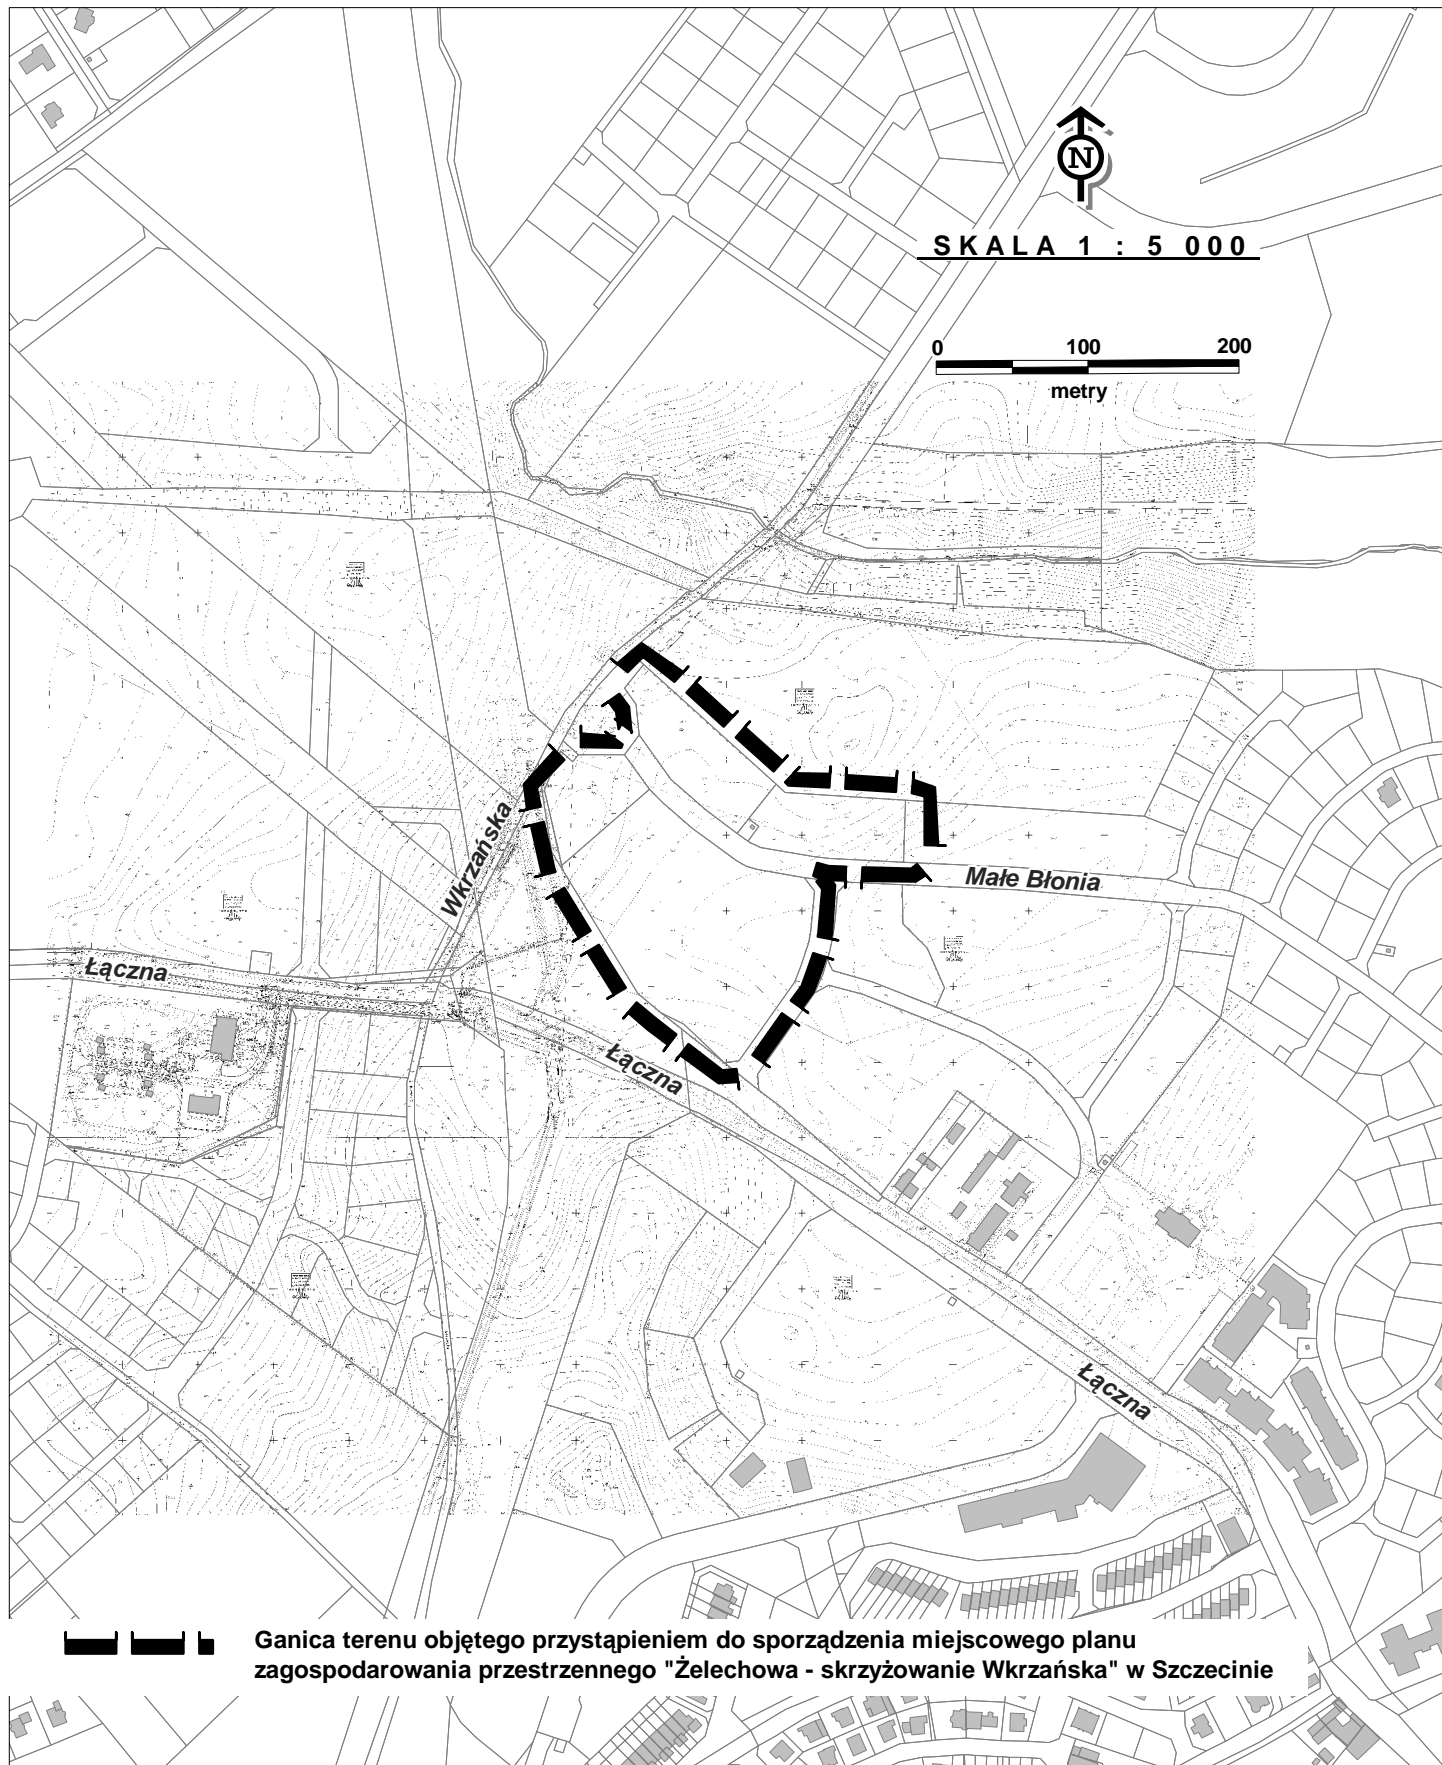 N
SKALA 1 : 5 000
0 100 200
metry
Wkrzańska
Małe Błonia
Łączna
Łączna
Łączna
Ganica terenu objętego przystąpieniem do sporządzenia miejscowego planu
zagospodarowania przestrzennego "Żelechowa - skrzyżowanie Wkrzańska" w Szczecinie